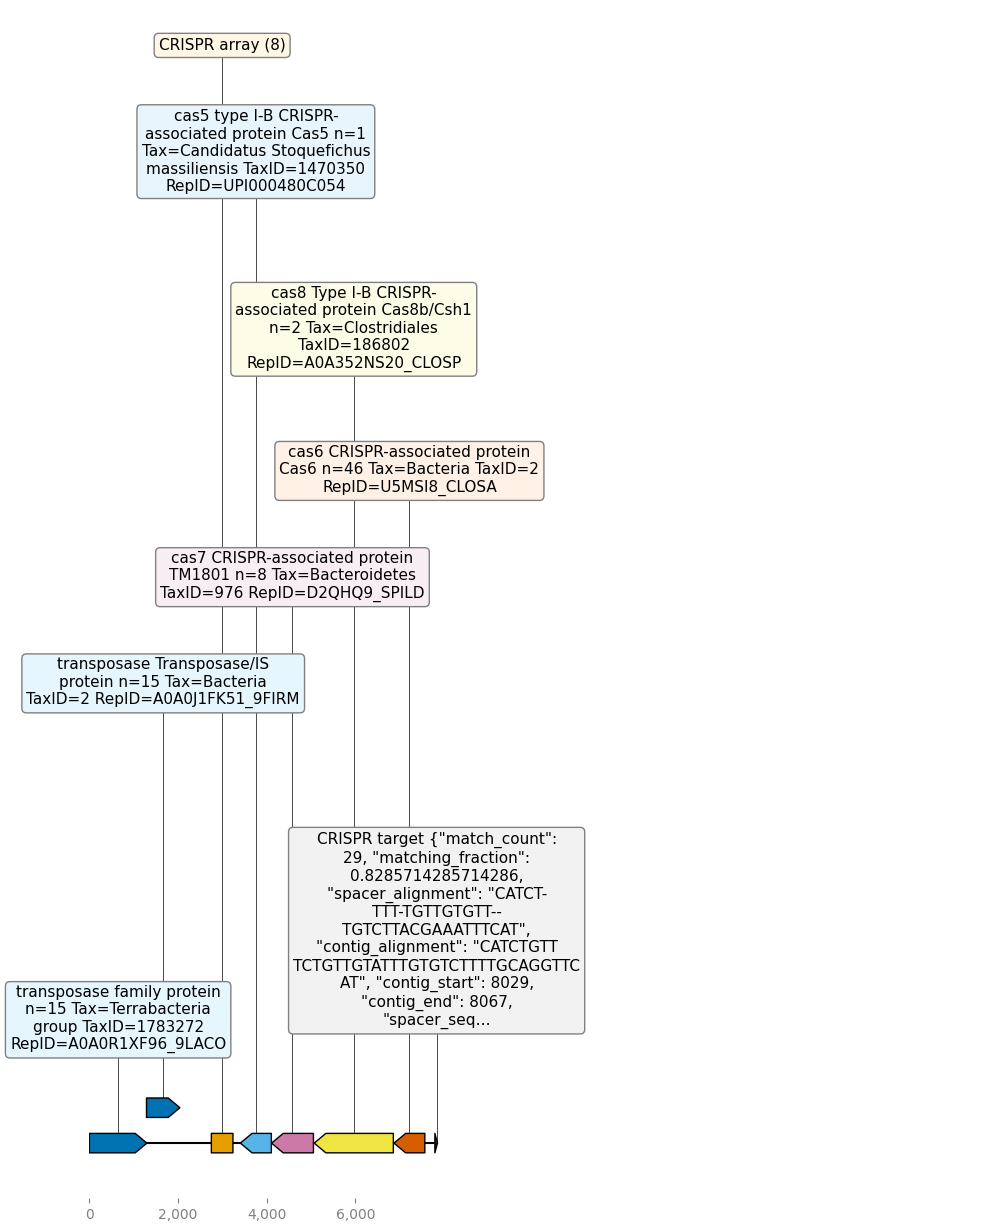 CRISPR array (8)
cas5 type I-B CRISPR-
associated protein Cas5 n=1
Tax=Candidatus Stoquefichus
massiliensis TaxID=1470350
RepID=UPI000480C054
cas8 Type I-B CRISPR-
associated protein Cas8b/Csh1
n=2 Tax=Clostridiales
TaxID=186802
RepID=A0A352NS20_CLOSP
cas6 CRISPR-associated protein
Cas6 n=46 Tax=Bacteria TaxID=2
RepID=U5MSI8_CLOSA
cas7 CRISPR-associated protein
TM1801 n=8 Tax=Bacteroidetes
TaxID=976 RepID=D2QHQ9_SPILD
transposase Transposase/IS
protein n=15 Tax=Bacteria
TaxID=2 RepID=A0A0J1FK51_9FIRM
CRISPR target {"match_count":
29, "matching_fraction":
0.8285714285714286,
"spacer_alignment": "CATCT-
TTT-TGTTGTGTT--
TGTCTTACGAAATTTCAT",
"contig_alignment": "CATCTGTT
TCTGTTGTATTTGTGTCTTTTGCAGGTTC
AT", "contig_start": 8029,
"contig_end": 8067,
"spacer_seq...
transposase family protein
n=15 Tax=Terrabacteria
group TaxID=1783272
RepID=A0A0R1XF96_9LACO
0 2,000 4,000 6,000